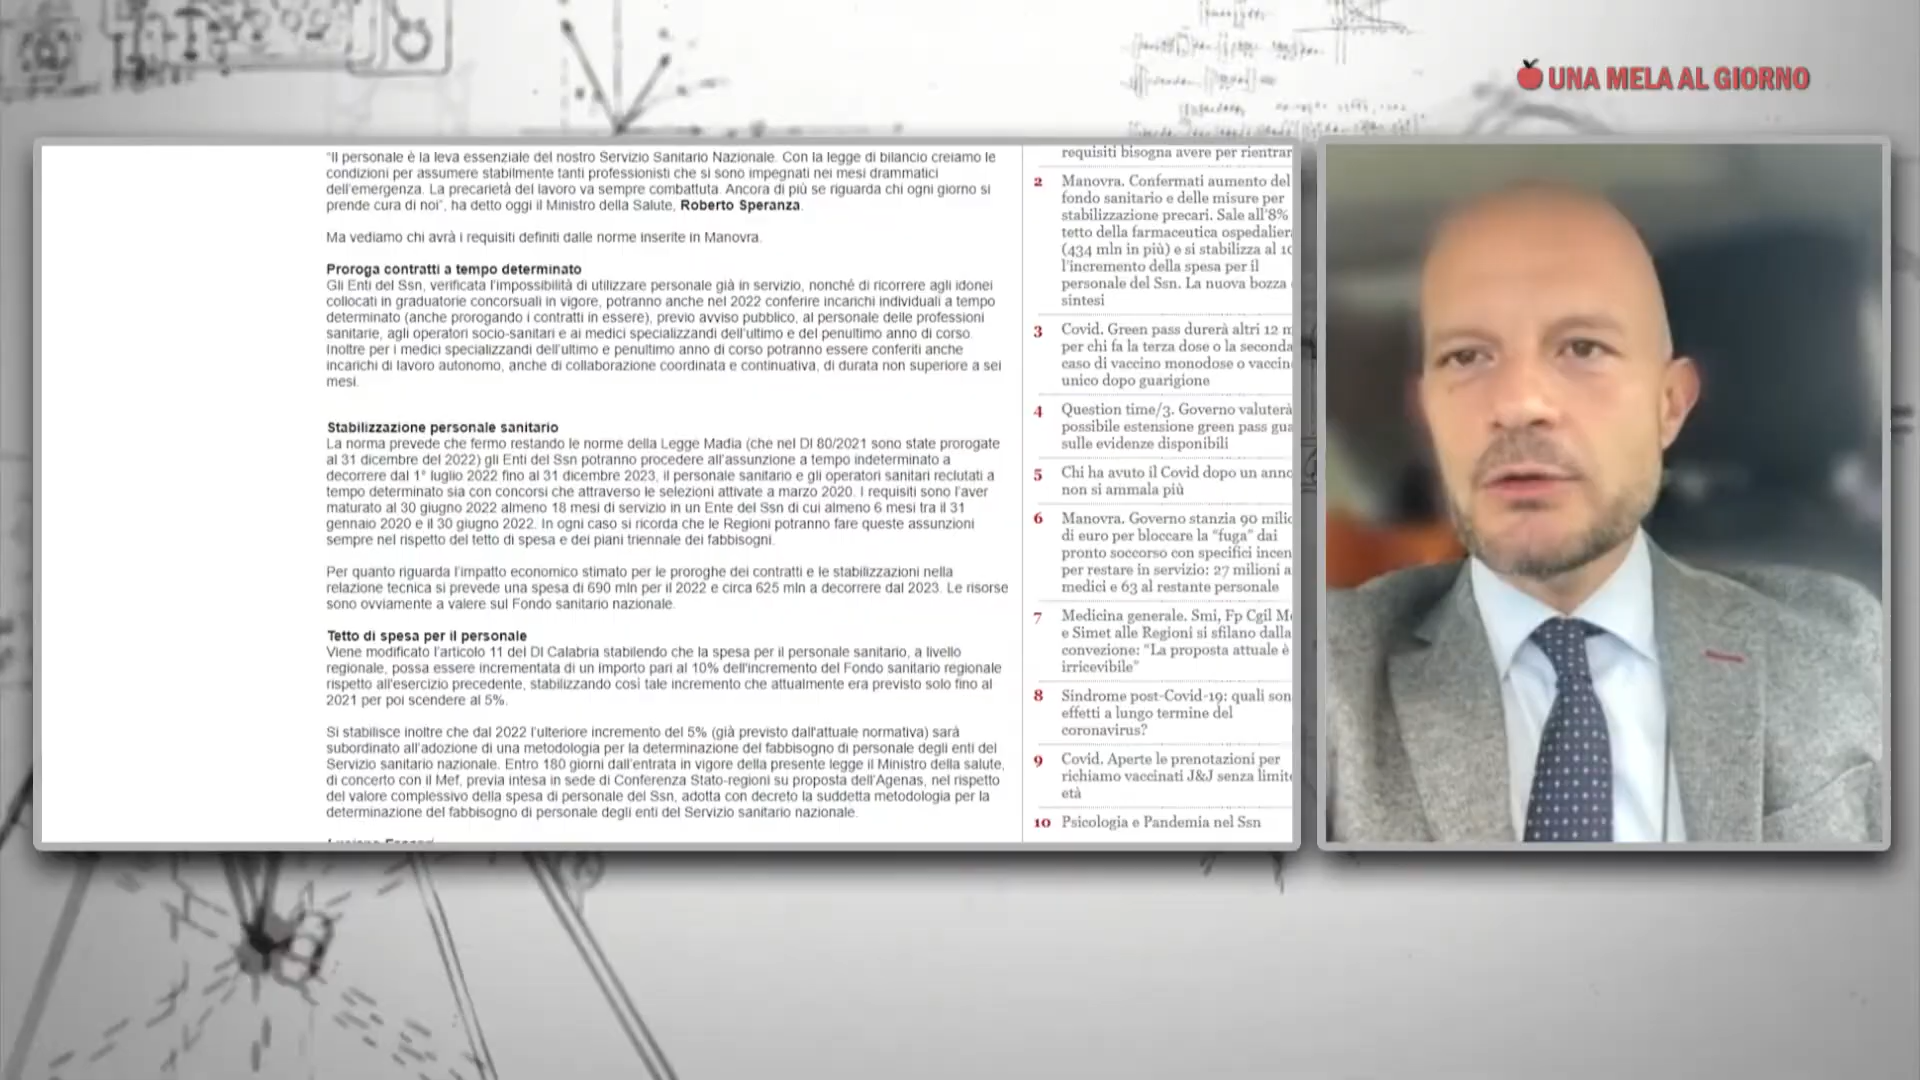 UNA MELA AL GIORNO
"Il personale è la leva essenziale del nostro Servizio Sanitario Nazionale. Con la legge di bilancio creiamo le
condizioni per assumere stabilmente tanti professionisti che si sono impegnati nei mesi drammatici
dell'emergenza. La precarietà del lavoro va sempre combattuta. Ancora di più se riguarda chi ogni giorno si
prende cura di noi", ha detto oggi il Ministro della Salute, Roberto Speranza.
Ma vediamo chi avrà i requisiti definiti dalle norme inserite in Manovra.
Proroga contratti a tempo determinato
Gli Enti del Ssn, verificata l'impossibilità di utilizzare personale già in servizio, nonché di ricorrere agli idonei
collocati in graduatorie concorsuali in vigore, potranno anche nel 2022 conferire incarichi individuali a tempo
determinato (anche prorogando i contratti in essere), previo avviso pubblico, al personale delle professioni
sanitarie, agli operatori socio-sanitari e ai medici specializzandi dell'ultimo e del penultimo anno di corso.
Inoltre per i medici specializzandi dell'ultimo e penultimo anno di corso potranno essere conferiti anche
incarichi di lavoro autonomo, anche di collaborazione coordinata e continuativa, di durata non superiore a sei
mesi.
Stabilizzazione personale sanitario
La norma prevede che fermo restando le norme della Legge Madia (che nel Dl 80/2021 sono state prorogate
al 31 dicembre del 2022) gli Enti del Ssn potranno procedere all'assunzione a tempo indeterminato a
decorrere dal 1° luglio 2022 fino al 31 dicembre 2023, il personale sanitario e gli operatori sanitari reclutati a
tempo determinato sia con concorsi che attraverso le selezioni attivate a marzo 2020. I requisiti sono l'aver
maturato al 30 giugno 2022 almeno 18 mesi di servizio in un Ente del Ssn di cui almeno 6 mesi tra il 31
gennaio 2020 e il 30 giugno 2022. In ogni caso si ricorda che le Regioni potranno fare queste assunzioni
sempre nel rispetto del tetto di spesa e dei piani triennale dei fabbisogni.
Per quanto riguarda l'impatto economico stimato per le proroghe dei contratti e le stabilizzazioni nella
relazione tecnica si prevede una spesa di 690 mln per il 2022 e circa 625 mln a decorrere dal 2023. Le risorse
sono ovviamente a valere sul Fondo sanitario nazionale.
Tetto di spesa per il personale
Viene modificato l'articolo 11 del Dl Calabria stabilendo che la spesa per il personale sanitario, a livello
regionale, possa essere incrementata di un importo pari al 10% dell'incremento del Fondo sanitario regionale
rispetto all'esercizio precedente, stabilizzando così tale incremento che attualmente era previsto solo fino al
2021 per poi scendere al 5%.
Si stabilisce inoltre che dal 2022 l'ulteriore incremento del 5% (già previsto dall'attuale normativa) sarà
subordinato all'adozione di una metodologia per la determinazione del fabbisogno di personale degli enti del
Servizio sanitario nazionale. Entro 180 giorni dall'entrata in vigore della presente legge il Ministro della salute,
di concerto con il Mef, previa intesa in sede di Conferenza Stato-regioni su proposta dell'Agenas, nel rispetto
del valore complessivo della spesa di personale del Ssn, adotta con decreto la suddetta metodologia per la
determinazione del fabbisogno di personale degli enti del Servizio sanitario nazionale.
requisiti bisogna avere per rientrar
2 Manovra. Confermati aumento del
fondo sanitario e delle misure per
stabilizzazione precari. Sale all'8%
tetto della farmaceutica ospedalier
(434 mln in più) e si stabilizza al 10
l'incremento della spesa per il
personale del Ssn. La nuova bozza
sintesi
3 Covid. Green pass durerà altri 12 m
per chi fa la terza dose o la seconda
caso di vaccino monodose o vaccin
unico dopo guarigione
4 Question time/3. Governo valuterà
possibile estensione green pass gua
sulle evidenze disponibili
5 Chi ha avuto il Covid dopo un anno
non si ammala più
6 Manovra. Governo stanzia 90 milio
di euro per bloccare la "fuga" dai
pronto soccorso con specifici incen
per restare in servizio: 27 milioni a
medici e 63 al restante personale
7 Medicina generale. Smi, Fp Cgil Me
e Simet alle Regioni si sfilano dalla
convezione: "La proposta attuale è
irricevibile"
8 Sindrome post-Covid-19: quali son
effetti a lungo termine del
coronavirus?
9 Covid. Aperte le prenotazioni per
richiamo vaccinati J&J senza limite
età
10 Psicologia e Pandemia nel Ssn